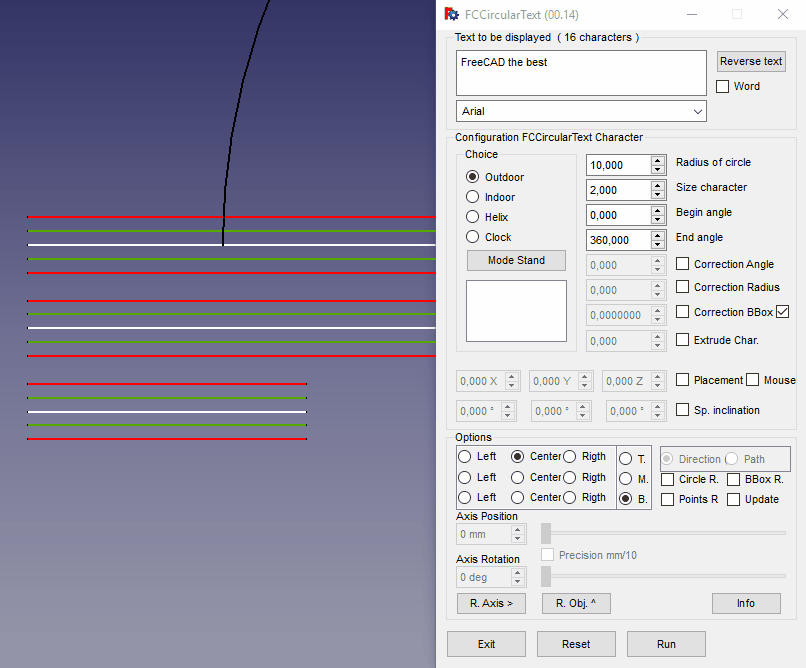 FCCircularText (00.14)
Text to be displayed ( 16 characters )
FreeCAD the best
Reverse text
Word
Arial
Configuration FCCircularText Character
Choice
Outdoor
Indoor
Helix
Clock
Mode Stand
10,000 Radius of circle
2,000 Size character
0,000 Begin angle
360,000 End angle
0,000 Correction Angle
0,000 Correction Radius
0,0000000 Correction BBox
0,000 Extrude Char.
0,000 X 0,000 Y 0,000 Z Placement Mouse
0,000 ° 0,000 ° 0,000 ° Sp. inclination
Options
Left Center Rigth T. Direction ( Path
Left Center Rigth M. Circle R. BBox R.
Left Center Rigth B. Points R Update
Axis Position
0 mm
Precision mm/10
Axis Rotation
0 deg
R. Axis > R. Obj. ^ Info
Exit Reset Run